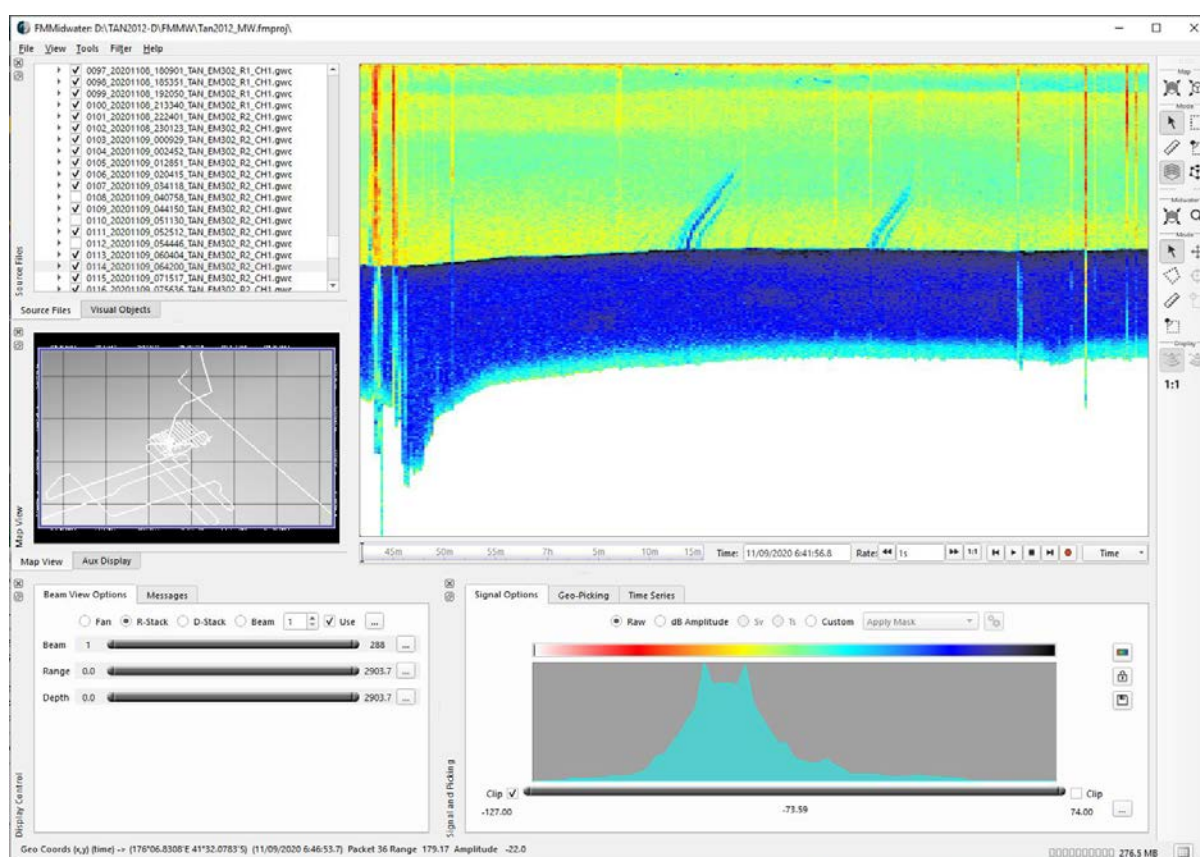 FMMidwater: D:\TAN2012-D\FMMW\Tan2012_MW.fmproj\
File View Tools Filter Help
0097_20201108_180901_TAN_EM302_R1_CH1.gwc
0098_20201108_185351_TAN_EM302_R1_CH1.gwc
0099_20201108_192050_TAN_EM302_R1_CH1.gwc
0100_20201108_213340_TAN_EM302_R1_CH1.gwc
0101_20201108_222401_TAN_EM302_R2_CH1.gwc
0102_20201108_230123_TAN_EM302_R2_CH1.gwc
0103_20201109_000929_TAN_EM302_R2_CH1.gwc
0104_20201109_002452_TAN_EM302_R2_CH1.gwc
0105_20201109_012851_TAN_EM302_R2_CH1.gwc
0106_20201109_020415_TAN_EM302_R2_CH1.gwc
0107_20201109_034118_TAN_EM302_R2_CH1.gwc
0108_20201109_040758_TAN_EM302_R2_CH1.gwc
0109_20201109_044150_TAN_EM302_R2_CH1.gwc
0110_20201109_051130_TAN_EM302_R2_CH1.gwc
0111_20201109_052512_TAN_EM302_R2_CH1.gwc
0112_20201109_054446_TAN_EM302_R2_CH1.gwc
0113_20201109_060404_TAN_EM302_R2_CH1.gwc
0114_20201109_064200_TAN_EM302_R2_CH1.gwc
0115_20201109_071517_TAN_EM302_R2_CH1.gwc
0116_20201109_075636_TAN_EM302_R2_CH1.gwc
Source Files
Source Files Visual Objects
Map View
Map View Aux Display
Map
Mode
Midwater
Mode
Display
1:1
45m 50m 55m 7h 5m 10m 15m Time: 11/09/2020 6:41:56.8 Rate: 1s 1:1 Time
Beam View Options Messages
Fan R-Stack D-Stack Beam 1 Use ...
Beam 1 288 ...
Range 0.0 2903.7 ...
Depth 0.0 2903.7 ...
Display Control
Signal Options Geo-Picking Time Series
Raw dB Amplitude Sv Ts Custom Apply Mask
Clip Clip
-127.00 -73.59 74.00 ...
Signal and Picking
Geo Coords (x,y) (time) -> (176°06.8308'E 41°32.0783'S) (11/09/2020 6:46:53.7) Packet 36 Range 179.17 Amplitude -22.0
276.5 MB